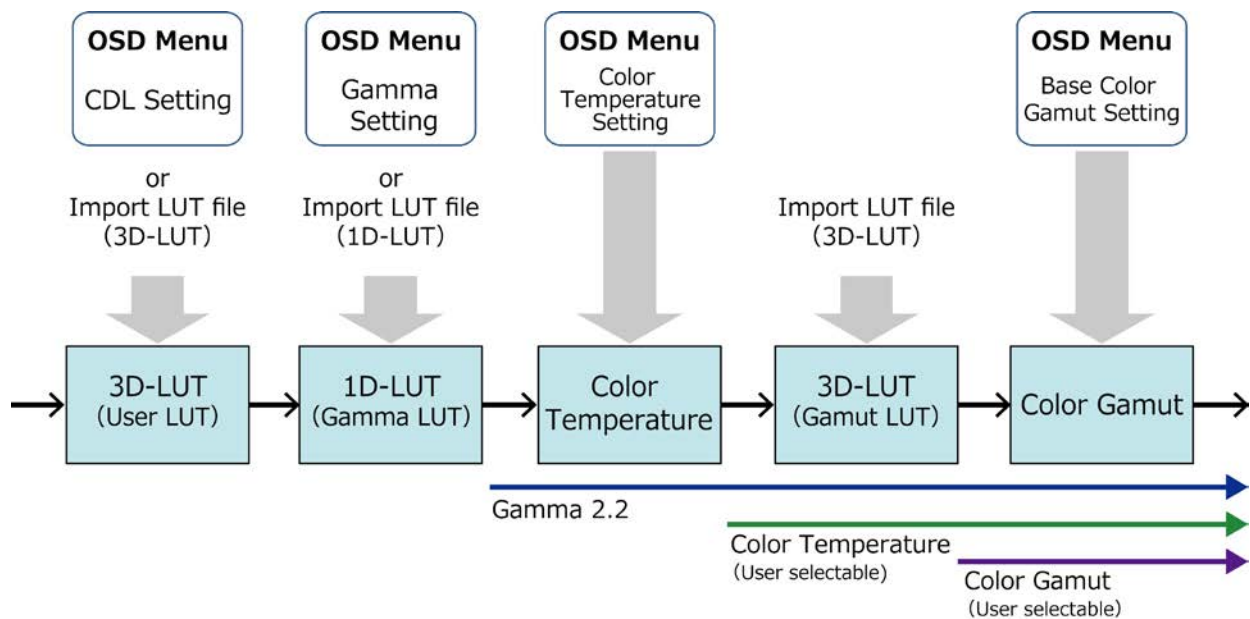 OSD Menu
CDL Setting
OSD Menu
Gamma
Setting
OSD Menu
Color
Temperature
Setting
OSD Menu
Base Color
Gamut Setting
or
Import LUT file
(3D-LUT)
or
Import LUT file
(1D-LUT)
Import LUT file
(3D-LUT)
3D-LUT
(User LUT)
1D-LUT
(Gamma LUT)
Color
Temperature
3D-LUT
(Gamut LUT)
Color Gamut
Gamma 2.2
Color Temperature
(User selectable)
Color Gamut
(User selectable)